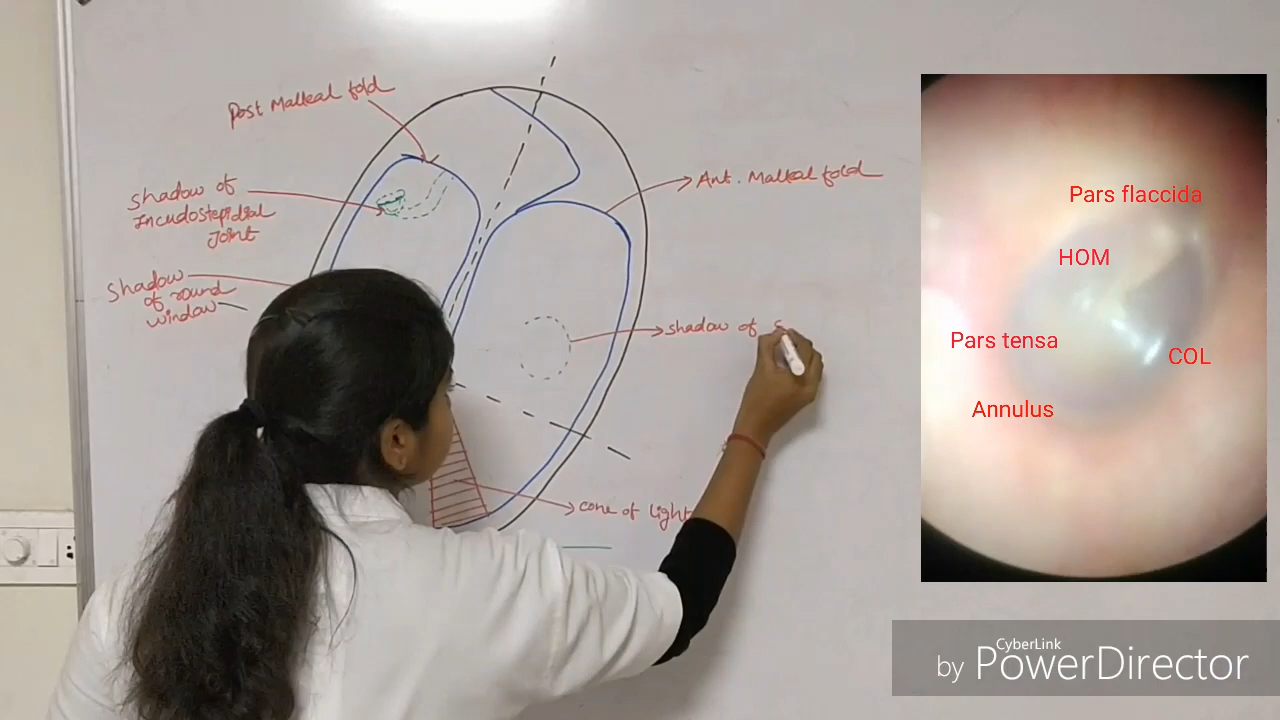 Post Malleal fold
Shadow of
Incudostepidial
Joint
Shadow
of round
window
Ant. Malleal fold
shadow of
cone of light
Pars flaccida
HOM
Pars tensa
COL
Annulus
CyberLink
by PowerDirector